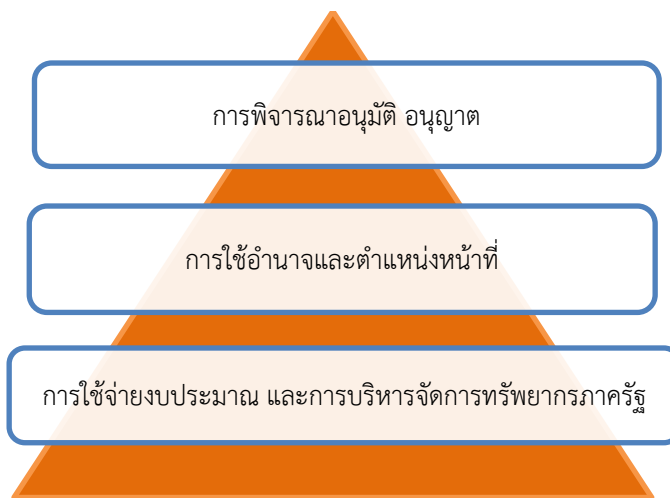 การพิจารณาอนุมัติ อนุญาต
การใช้อำนาจและตำแหน่งหน้าที่
การใช้จ่ายงบประมาณ และการบริหารจัดการทรัพยากรภาครัฐ